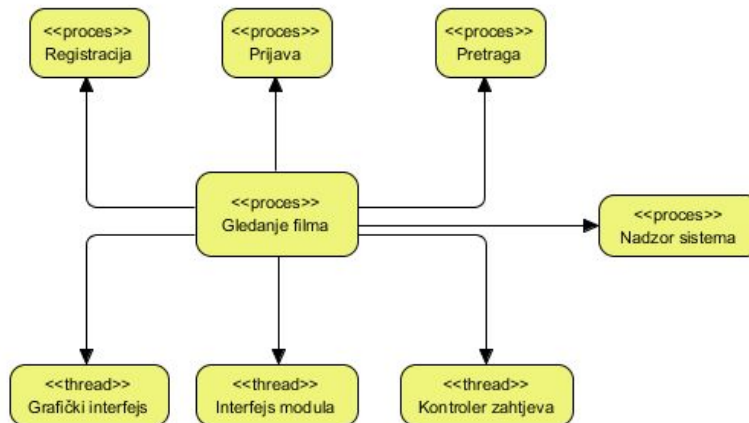 <<proces>>
Registracija
<<proces>>
Prijava
<<proces>>
Pretraga
<<proces>>
Gledanje filma
<<proces>>
Nadzor sistema
<<thread>>
Grafički interfejs
<<thread>>
Interfejs modula
<<thread>>
Kontroler zahtjeva